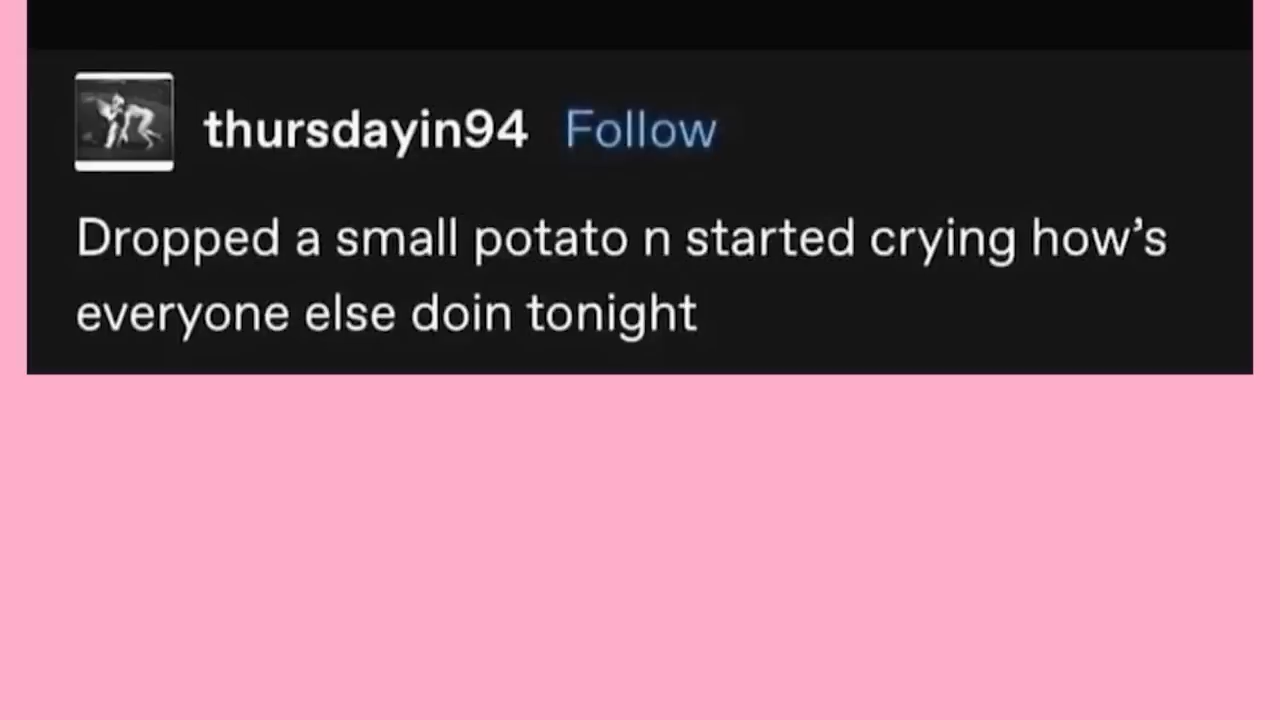 thursdayin94 Follow
Dropped a small potato n started crying how’s
everyone else doin tonight